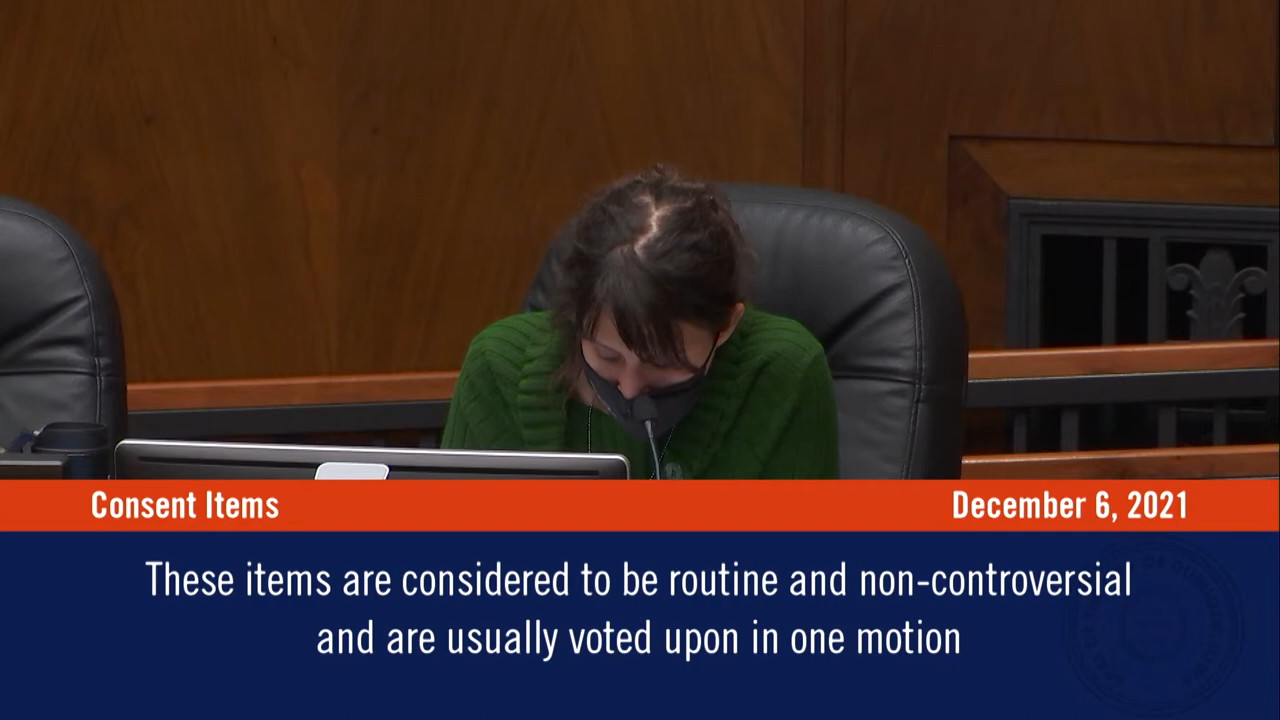 Consent Items
December 6, 2021
These items are considered to be routine and non-controversial
and are usually voted upon in one motion